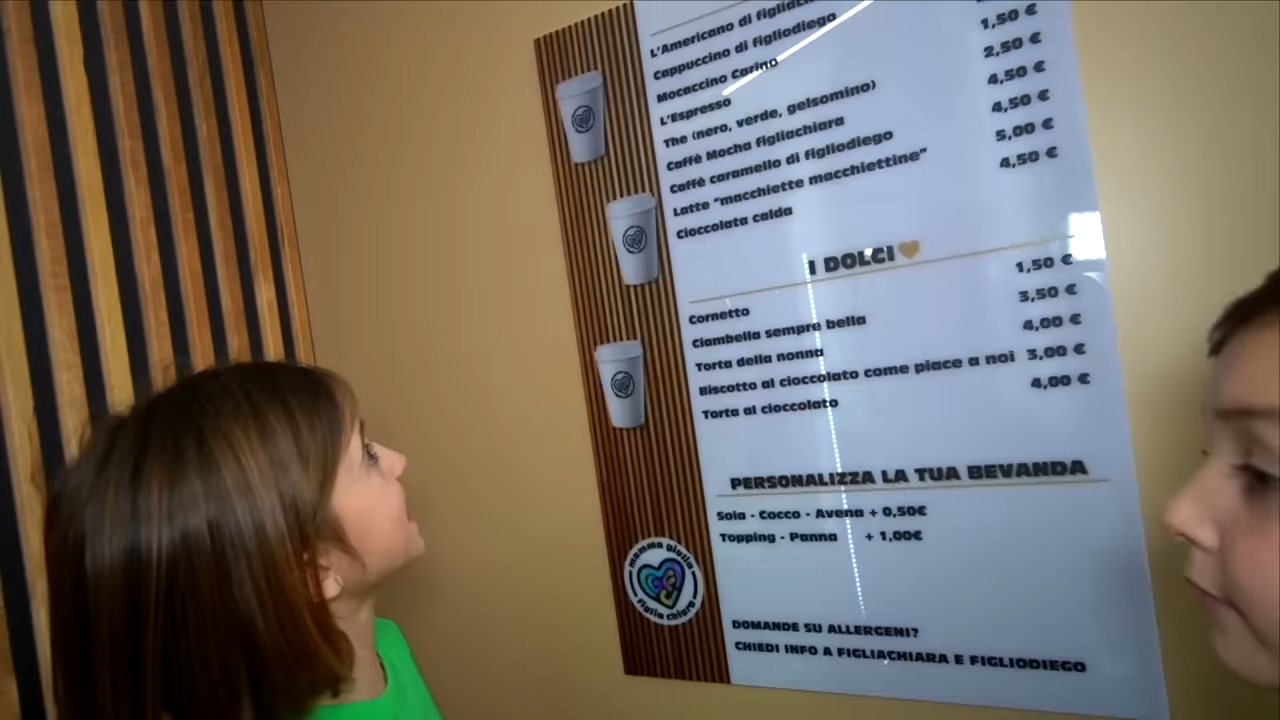 L'Americano di
Cappuccino di figliodiego
Mocaccino Carino 1,50 €
L'Espresso 2,50 €
The (nero, verde, gelsomino) 4,50 €
Caffè Mocha figliachiara 4,50 €
Caffè caramello di figliodiego 5,00 €
Latte "macchiette macchiettine" 4,50 €
Cioccolata calda
I DOLCI
Cornetto 1,50 €
Ciambella sempre bella 3,50 €
Torta della nonna 4,00 €
Biscotto al cioccolato come piace a noi 3,00 €
Torta al cioccolato 4,00 €
PERSONALIZZA LA TUA BEVANDA
Soia - Cocco - Avena + 0,50€
Topping - Panna + 1,00€
mamma giulia
figlia chiara
DOMANDE SU ALLERGENI?
CHIEDI INFO A FIGLIACHIARA E FIGLIODIEGO